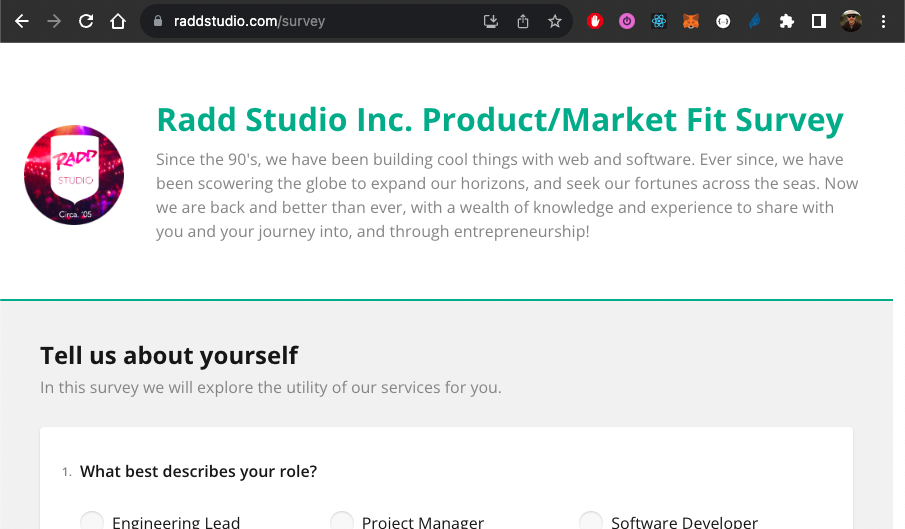 raddstudio.com/survey
Radd Studio Inc. Product/Market Fit Survey
RADD
STUDIO
Circa. '05
Since the 90's, we have been building cool things with web and software. Ever since, we have
been scowering the globe to expand our horizons, and seek our fortunes across the seas. Now
we are back and better than ever, with a wealth of knowledge and experience to share with
you and your journey into, and through entrepreneurship!
Tell us about yourself
In this survey we will explore the utility of our services for you.
1. What best describes your role?
Engineering Lead Project Manager Software Developer